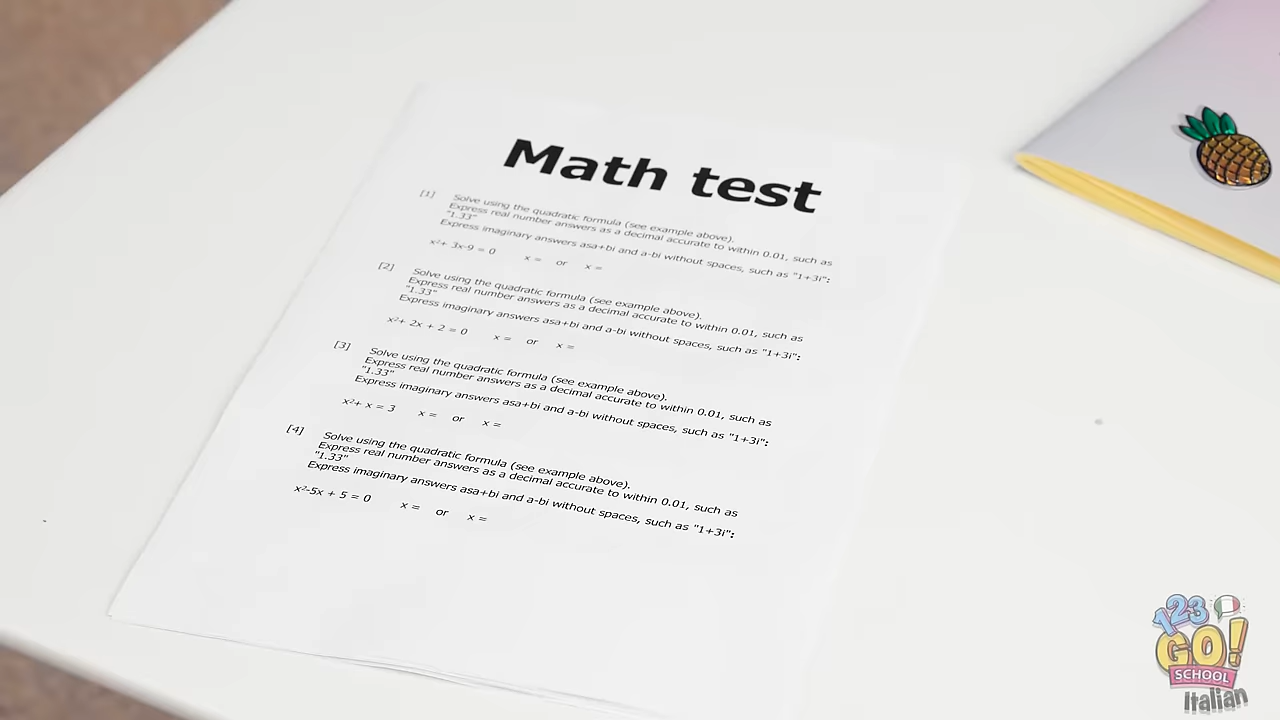 Math test
[1] Solve using the quadratic formula (see example above).
Express real number answers as a decimal accurate to within 0.01, such as
"1.33"
Express imaginary answers asa+bi and a-bi without spaces, such as "1+3i":
x²+ 3x-9 = 0 x = or x =
[2] Solve using the quadratic formula (see example above).
Express real number answers as a decimal accurate to within 0.01, such as
"1.33"
Express imaginary answers asa+bi and a-bi without spaces, such as "1+3i":
x²+ 2x + 2 = 0 x = or x =
[3] Solve using the quadratic formula (see example above).
Express real number answers as a decimal accurate to within 0.01, such as
"1.33"
Express imaginary answers asa+bi and a-bi without spaces, such as "1+3i":
x²+ x = 3 x = or x =
[4] Solve using the quadratic formula (see example above).
Express real number answers as a decimal accurate to within 0.01, such as
"1.33"
Express imaginary answers asa+bi and a-bi without spaces, such as "1+3i":
x²-5x + 5 = 0 x = or x =
123
GO!
SCHOOL
Italian